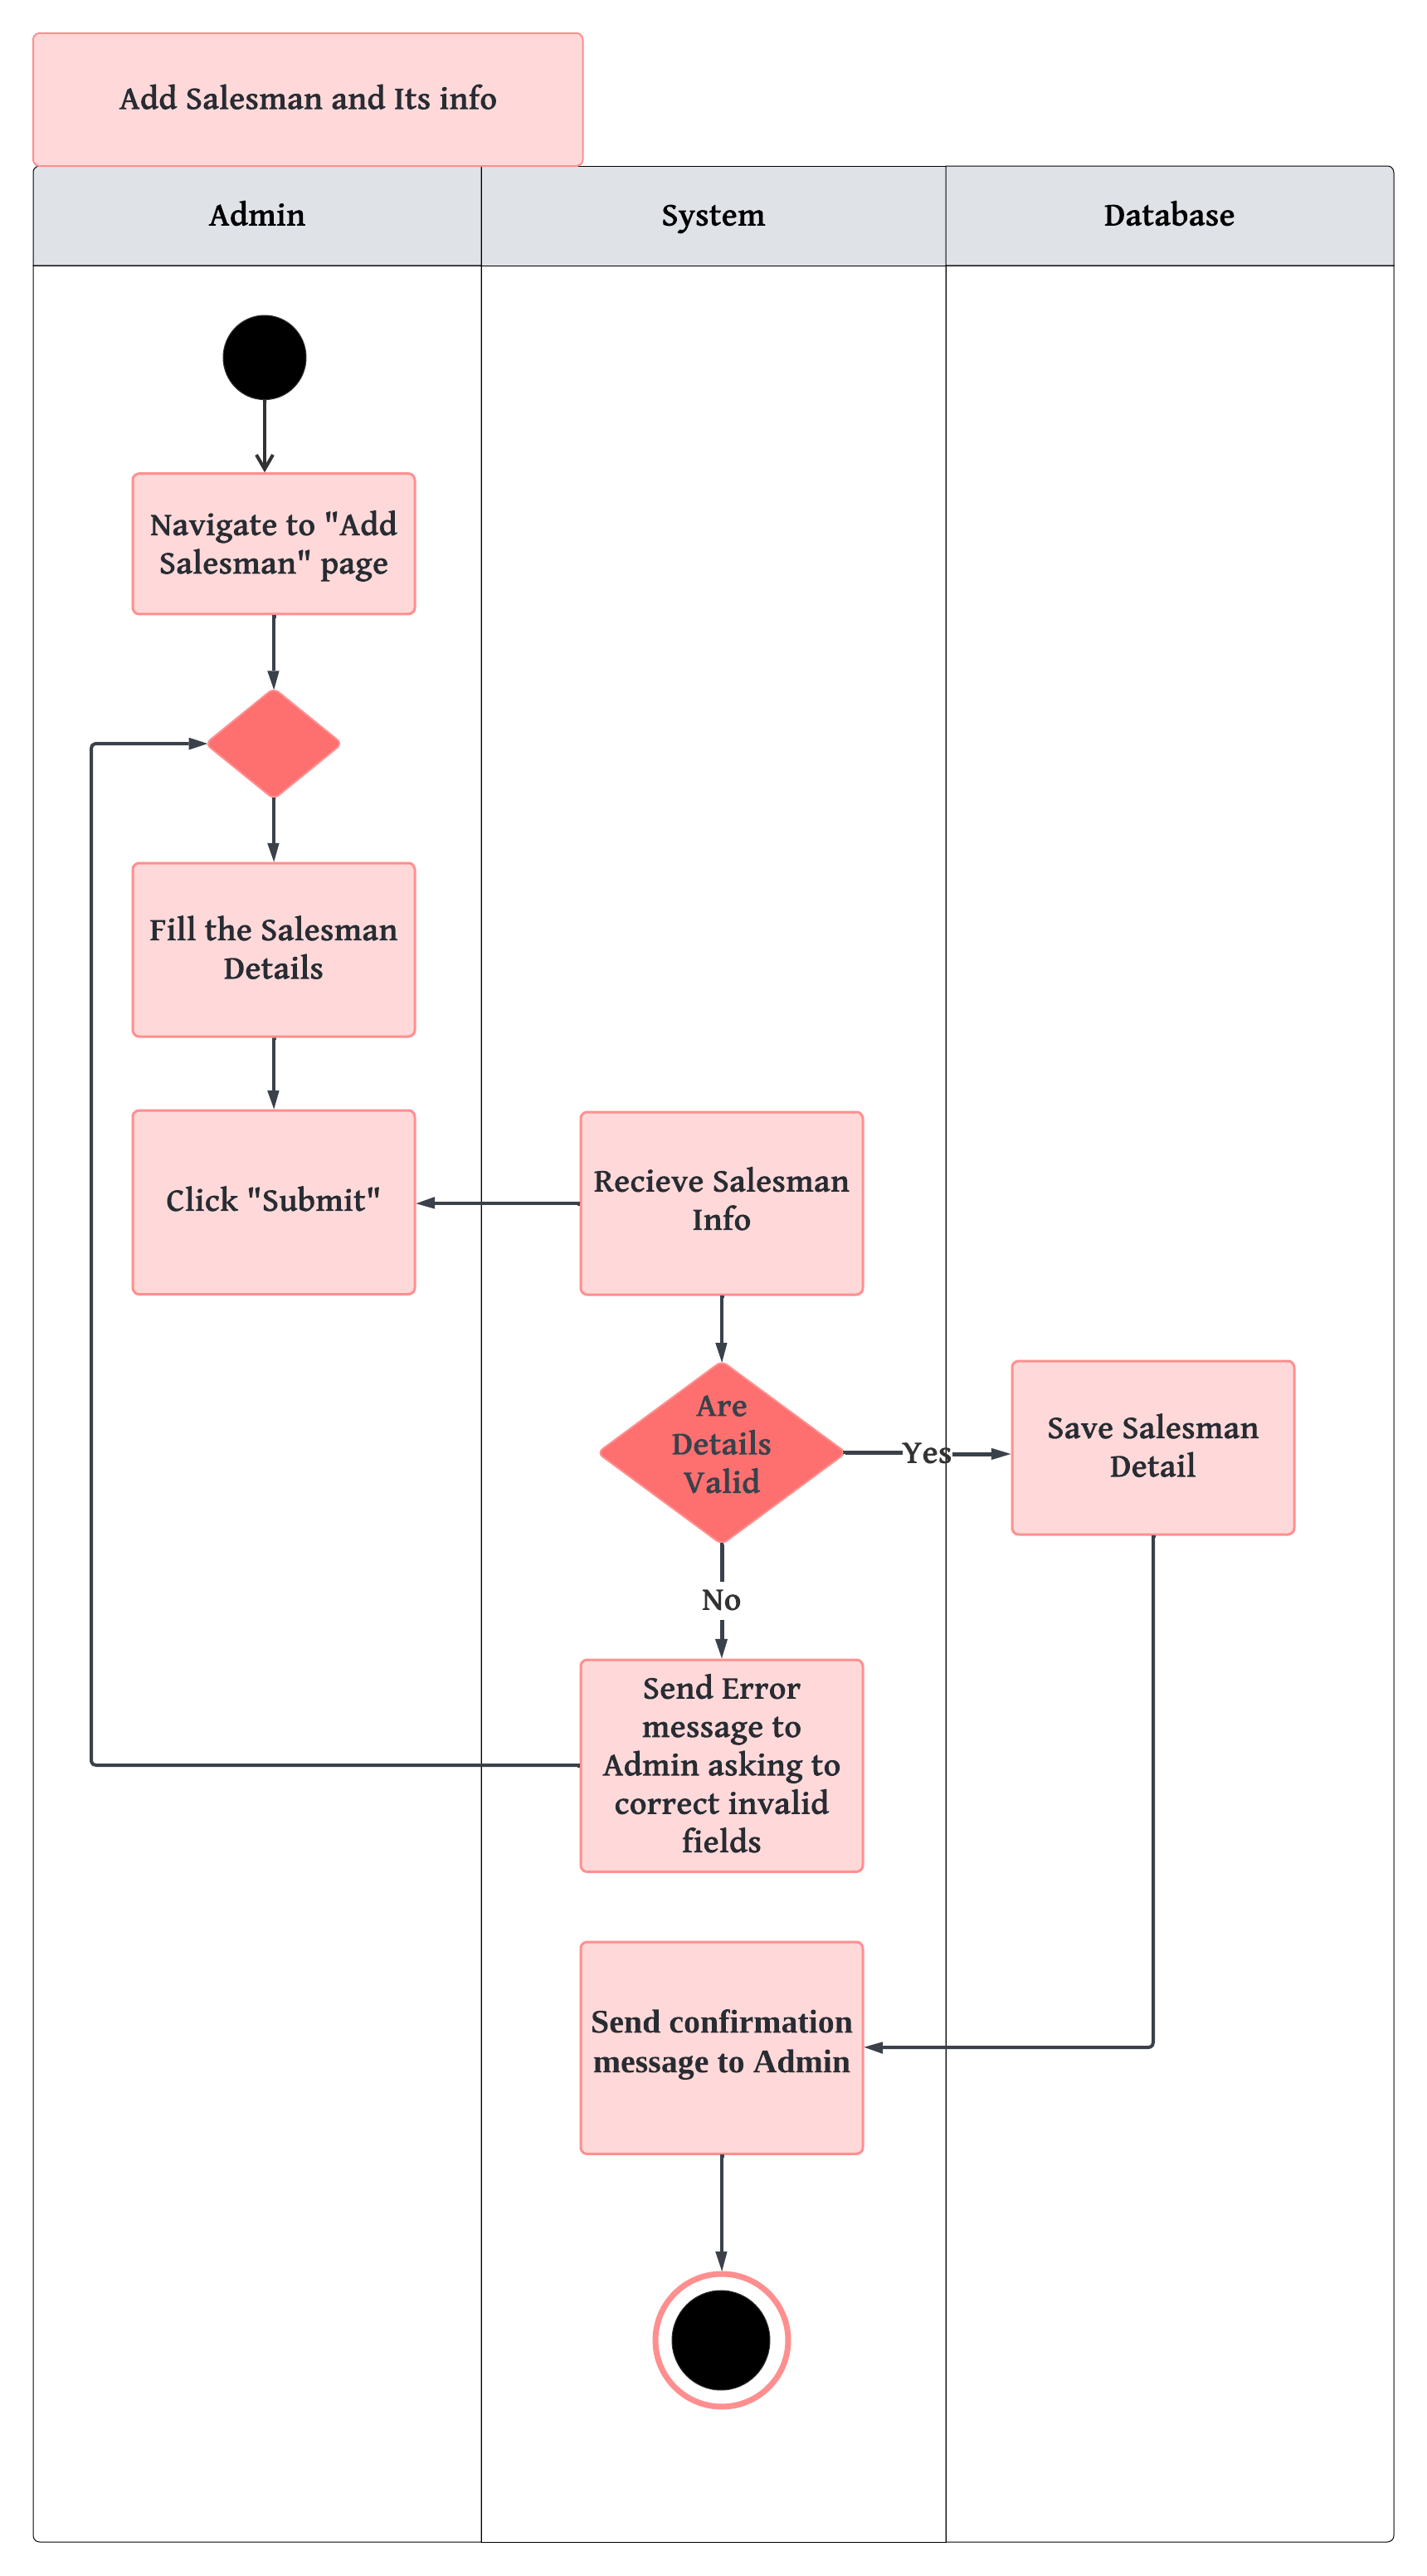 Add Salesman and Its info
Admin
System
Database
Navigate to "Add
Salesman" page
Fill the Salesman
Details
Click "Submit"
Recieve Salesman
Info
Are
Details
Valid
Yes
Save Salesman
Detail
No
Send Error
message to
Admin asking to
correct invalid
fields
Send confirmation
message to Admin